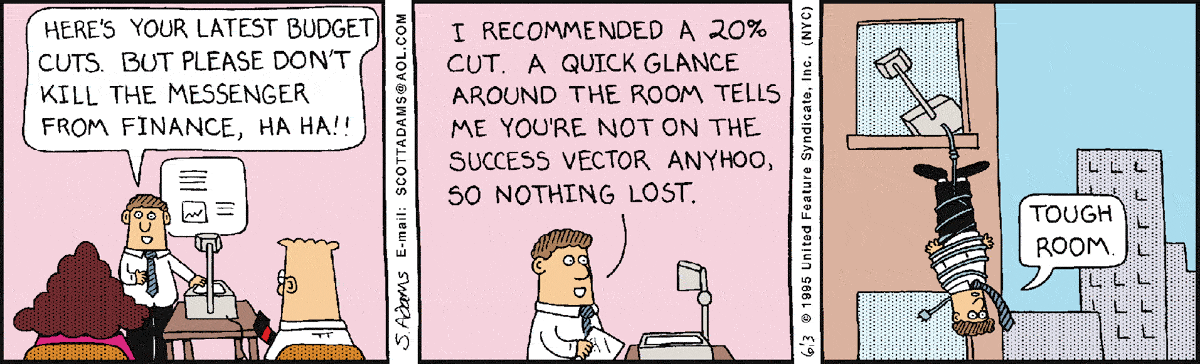 HERE'S YOUR LATEST BUDGET
CUTS. BUT PLEASE DON'T
KILL THE MESSENGER
FROM FINANCE, HA HA!!
S. Adams E-mail: SCOTTADAMS@AOL.COM
I RECOMMENDED A 20%
CUT. A QUICK GLANCE
AROUND THE ROOM TELLS
ME YOU'RE NOT ON THE
SUCCESS VECTOR ANYHOO,
SO NOTHING LOST.
6/3 © 1995 United Feature Syndicate, Inc. (NYC)
TOUGH
ROOM.